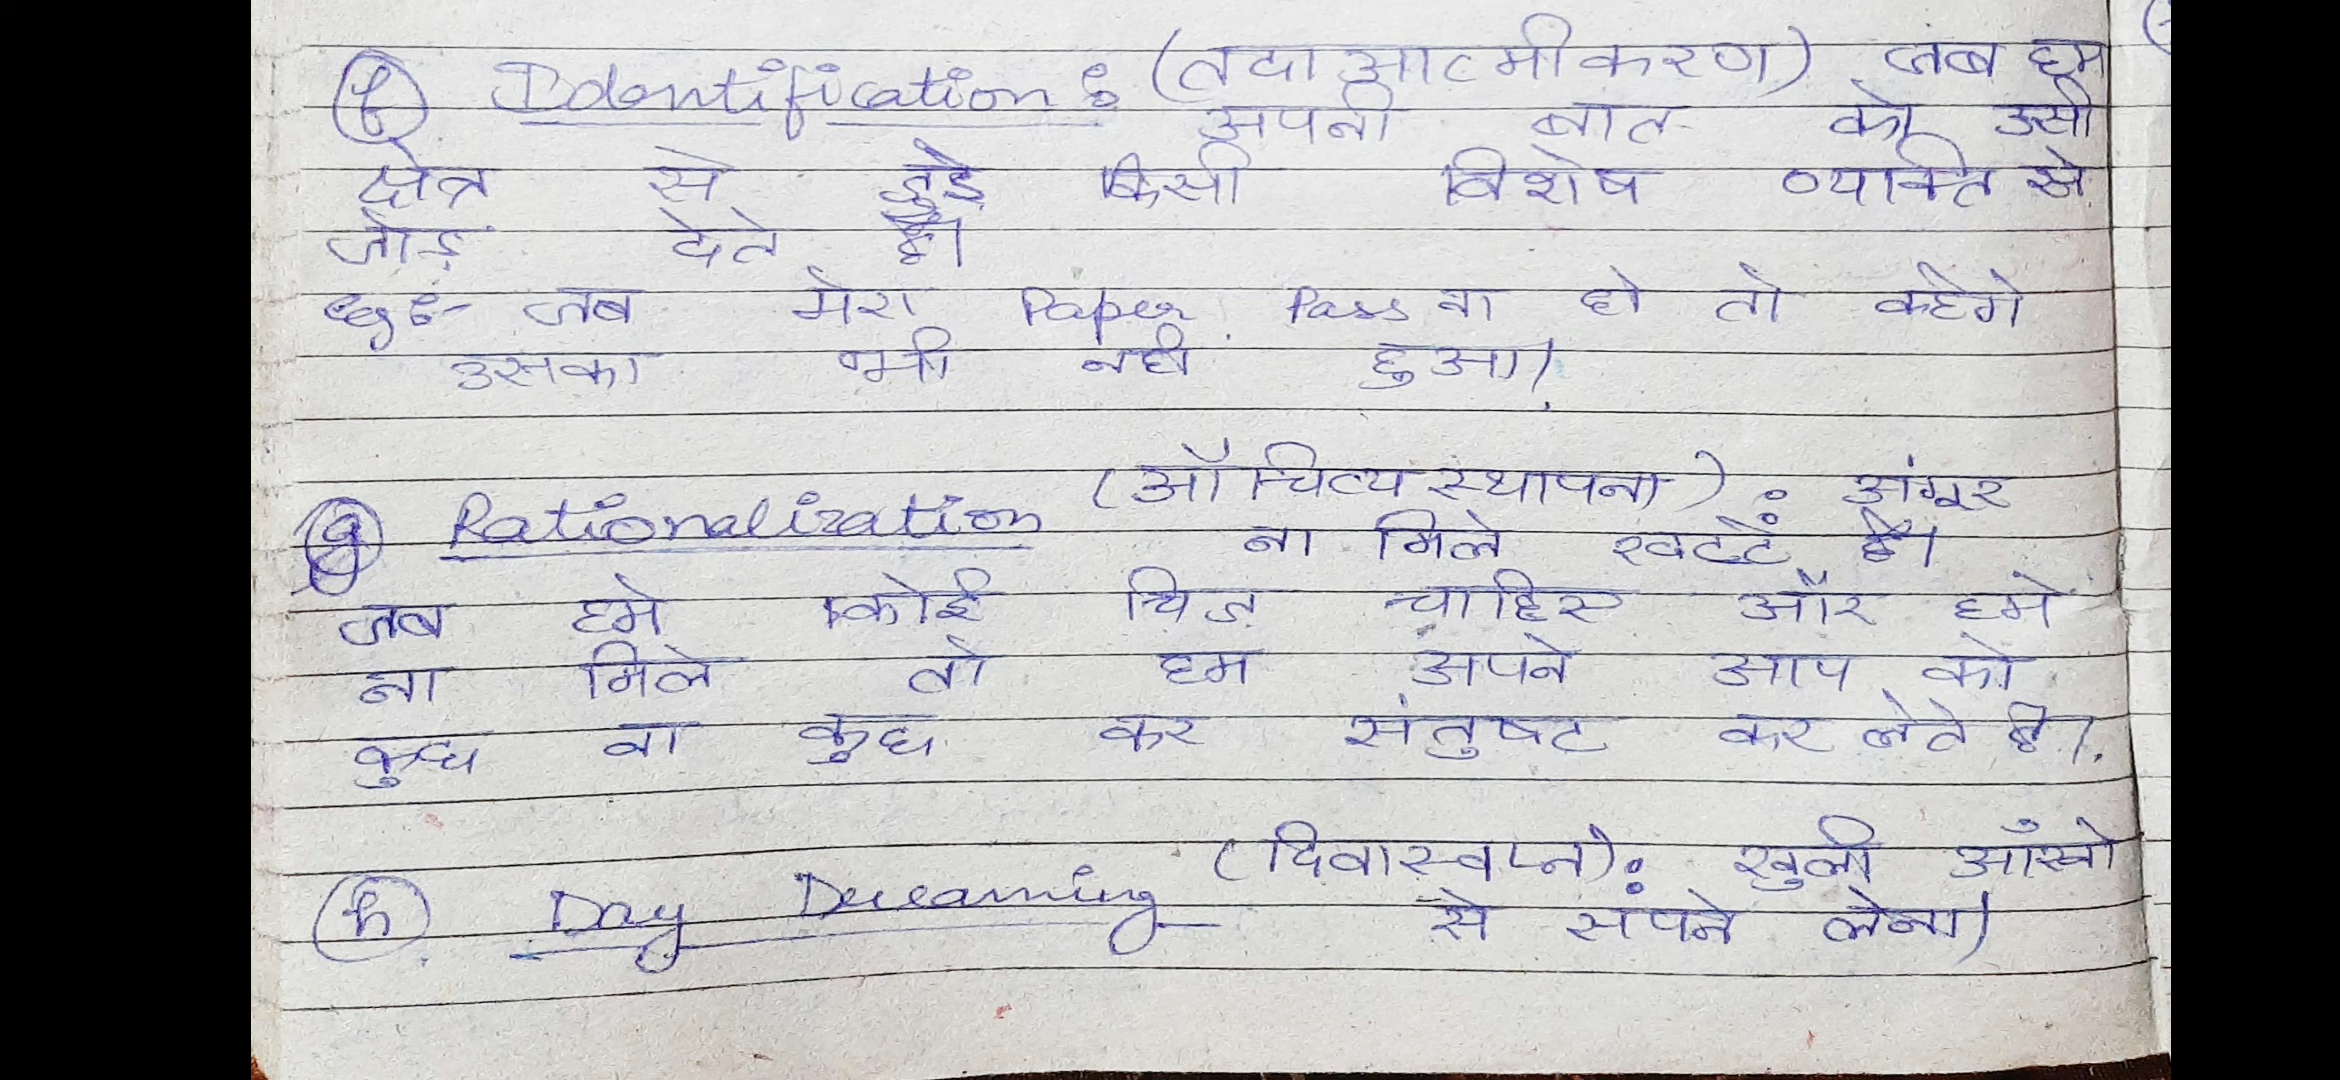 (f) Identification : (तदाआत्मीकरण) जब हम
अपनी बात को उसी
क्षेत्र से जुड़े किसी विशेष व्यक्ति से
जोड़ देते है।
eg:- जब मेरा Paper Pass ना हो तो कहेगे
उसका भी नही हुआ।
(g) Rationalization (औचित्य स्थापना) : अंगूर
ना मिले खट्टें है।
जब हमे कोई चिज चाहिए और हमे
ना मिले तो हम अपने आप को
कुछ ना कुछ कर संतुष्ट कर लेते है।
(h) Day Dreaming (दिवास्वप्न) : खुली आँखो
से सपने लेना।